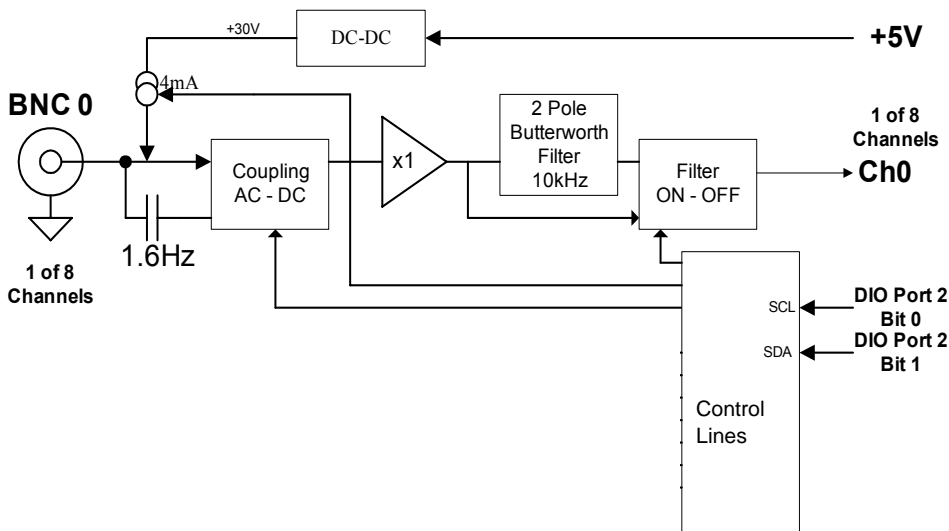 +30V
DC-DC
+5V
4mA
BNC 0
1 of 8
Channels
Ch0
2 Pole
Butterworth
Filter
10kHz
x1
Coupling
AC - DC
Filter
ON - OFF
1.6Hz
1 of 8
Channels
SCL
DIO Port 2
Bit 0
SDA
DIO Port 2
Bit 1
Control
Lines